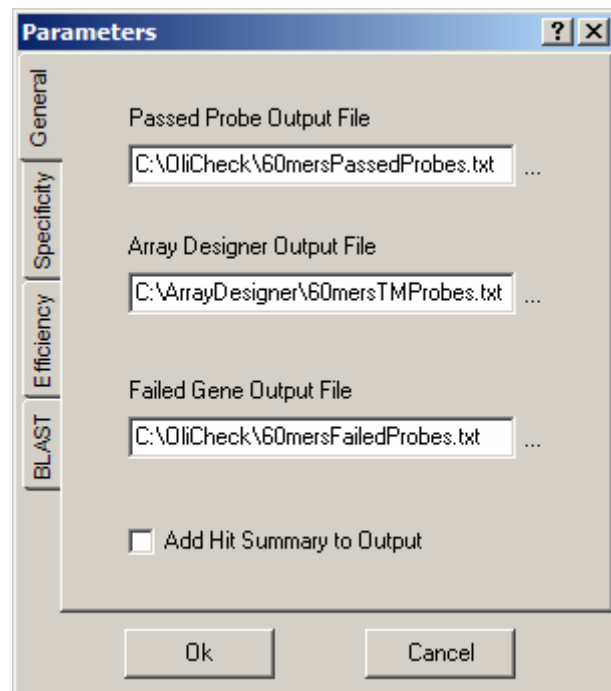 Parameters
General
Specificity
Efficiency
BLAST
Passed Probe Output File
C:\OliCheck\60mersPassedProbes.txt ...
Array Designer Output File
C:\ArrayDesigner\60mersTMProbes.txt ...
Failed Gene Output File
C:\OliCheck\60mersFailedProbes.txt ...
Add Hit Summary to Output
Ok
Cancel